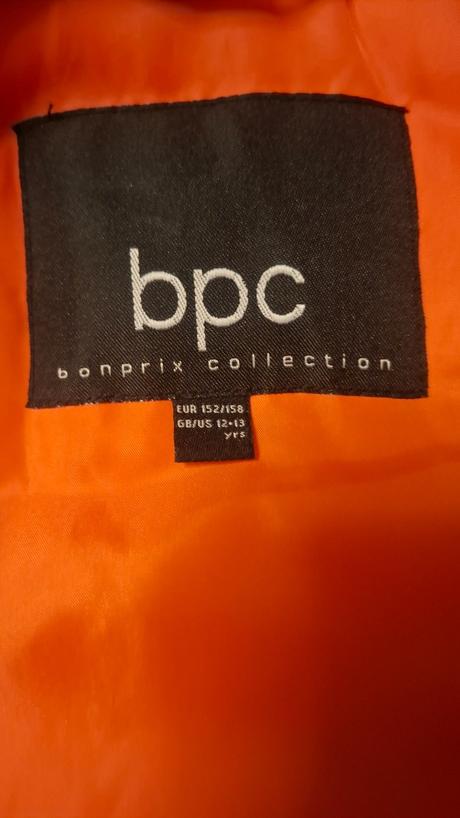 bpc
bonprix collection
EUR 152/158
GB/US 12-13
yrs